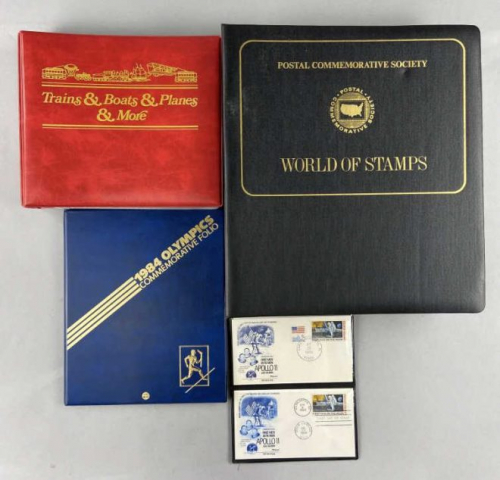 Trains & Boats & Planes
& More
POSTAL COMMEMORATIVE SOCIETY
POSTAL COMMEMORATIVE SOCIETY
WORLD OF STAMPS
1984 OLYMPICS
COMMEMORATIVE FOLIO
APOLLO 11
APOLLO 11